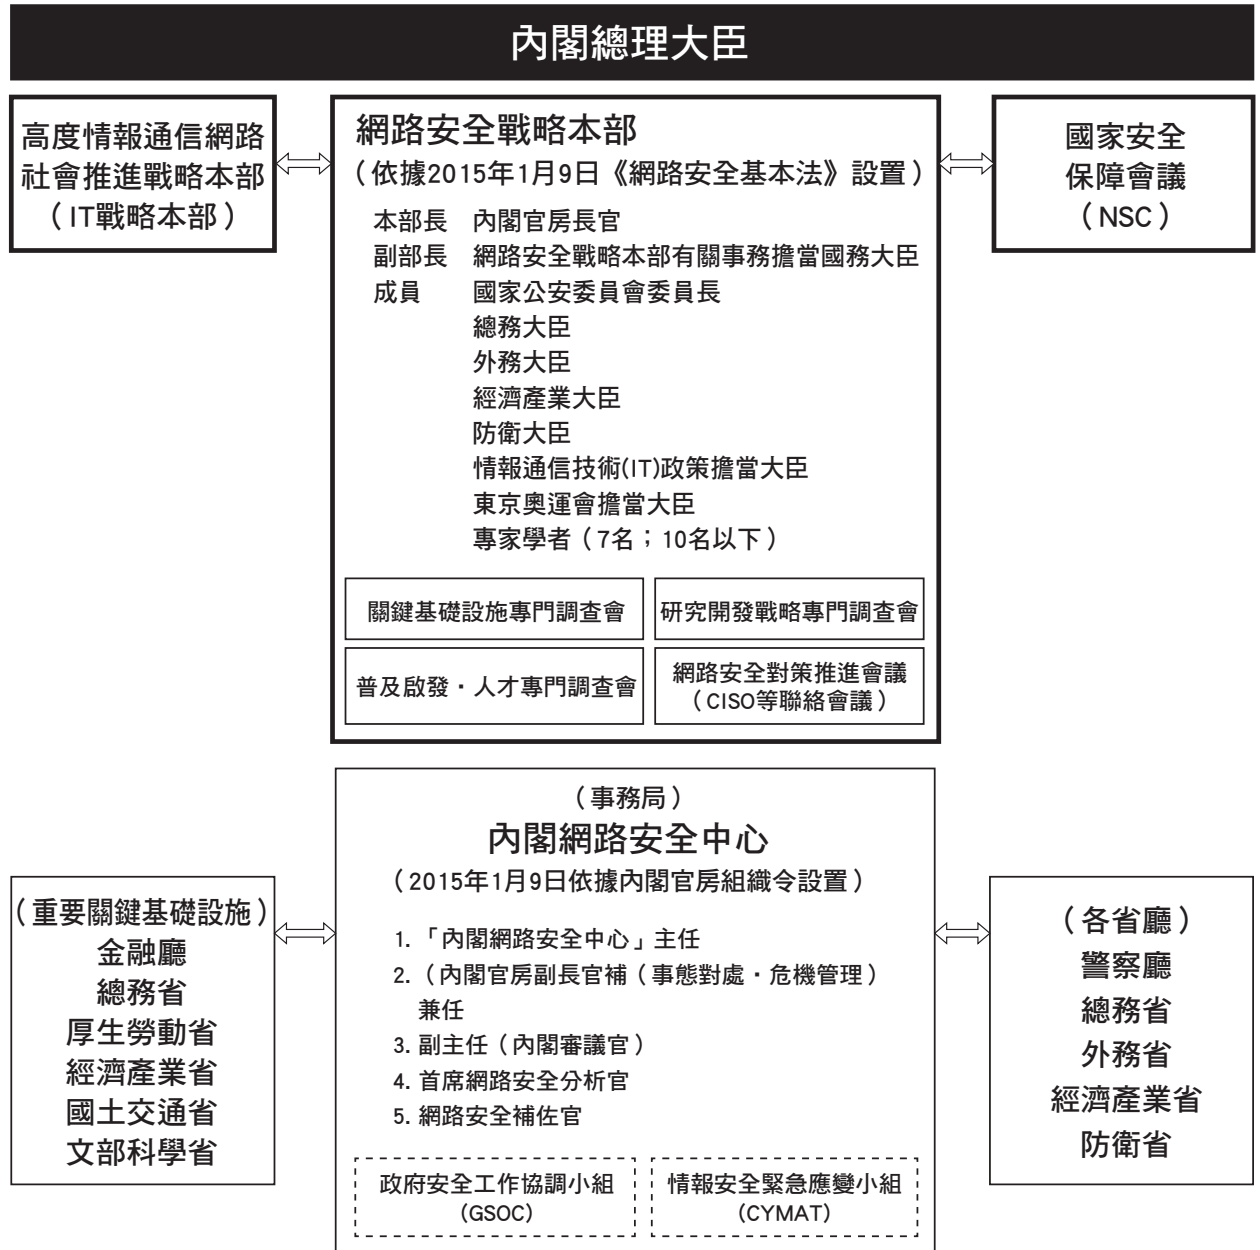 內閣總理大臣
高度情報通信網路
社會推進戰略本部
（IT戰略本部）
網路安全戰略本部
（依據2015年1月9日《網路安全基本法》設置）
本部長 內閣官房長官
副部長 網路安全戰略本部有關事務擔當國務大臣
成員 國家公安委員會委員長
總務大臣
外務大臣
經濟產業大臣
防衛大臣
情報通信技術(IT)政策擔當大臣
東京奧運會擔當大臣
專家學者（7名；10名以下）
關鍵基礎設施專門調查會
研究開發戰略專門調查會
普及啟發・人才專門調查會
網路安全對策推進會議
（CISO等聯絡會議）
國家安全
保障會議
（NSC）
（重要關鍵基礎設施）
金融廳
總務省
厚生勞動省
經濟產業省
國土交通省
文部科學省
（事務局）
內閣網路安全中心
（2015年1月9日依據內閣官房組織令設置）
1. 「內閣網路安全中心」主任
2. （內閣官房副長官補（事態對處・危機管理）
兼任
3. 副主任（內閣審議官）
4. 首席網路安全分析官
5. 網路安全補佐官
政府安全工作協調小組
(GSOC)
情報安全緊急應變小組
(CYMAT)
（各省廳）
警察廳
總務省
外務省
經濟產業省
防衛省